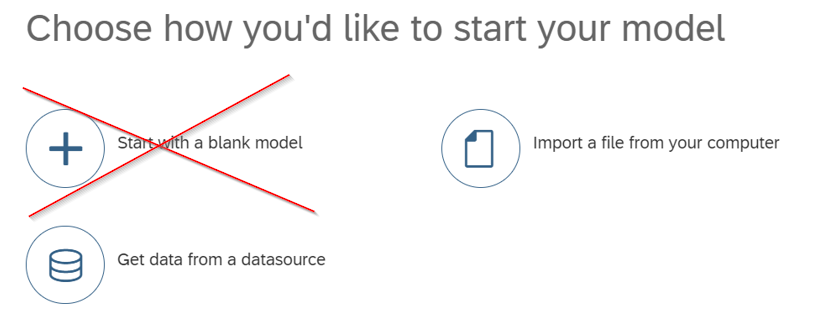 Choose how you'd like to start your model
Start with a blank model
Import a file from your computer
Get data from a datasource